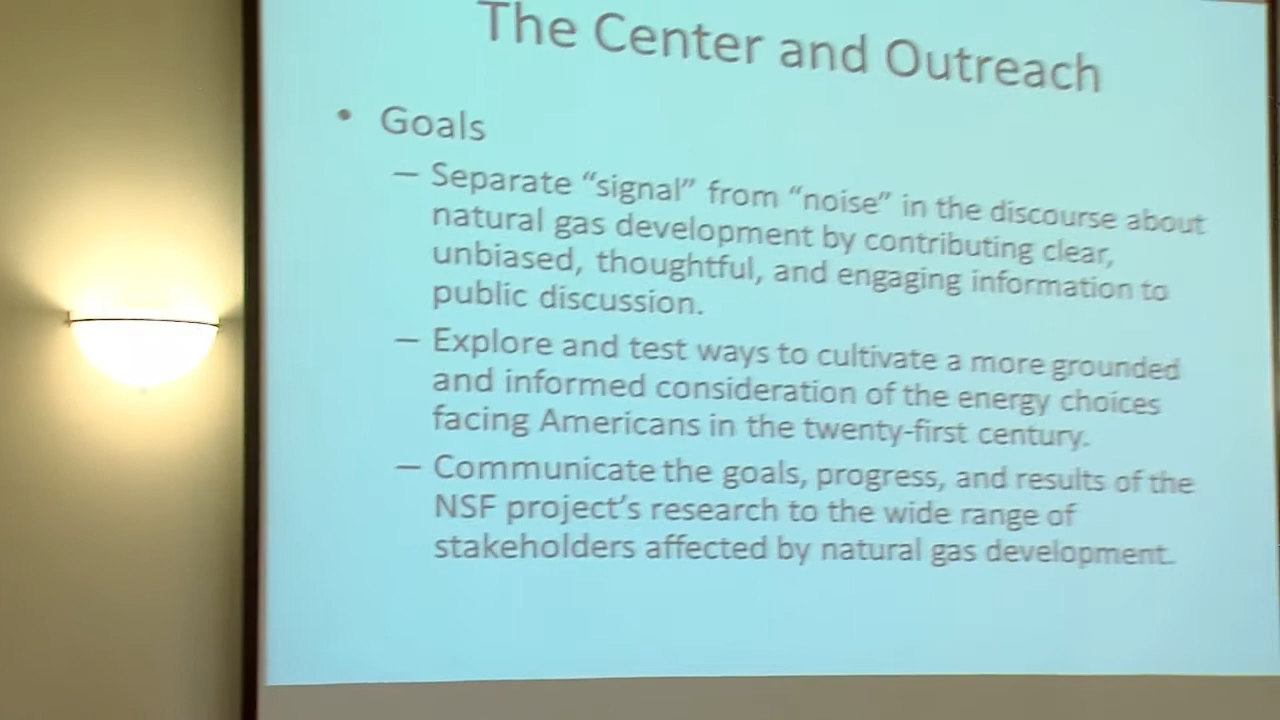 The Center and Outreach
• Goals
– Separate “signal” from “noise” in the discourse about
natural gas development by contributing clear,
unbiased, thoughtful, and engaging information to
public discussion.
– Explore and test ways to cultivate a more grounded
and informed consideration of the energy choices
facing Americans in the twenty-first century.
– Communicate the goals, progress, and results of the
NSF project’s research to the wide range of
stakeholders affected by natural gas development.